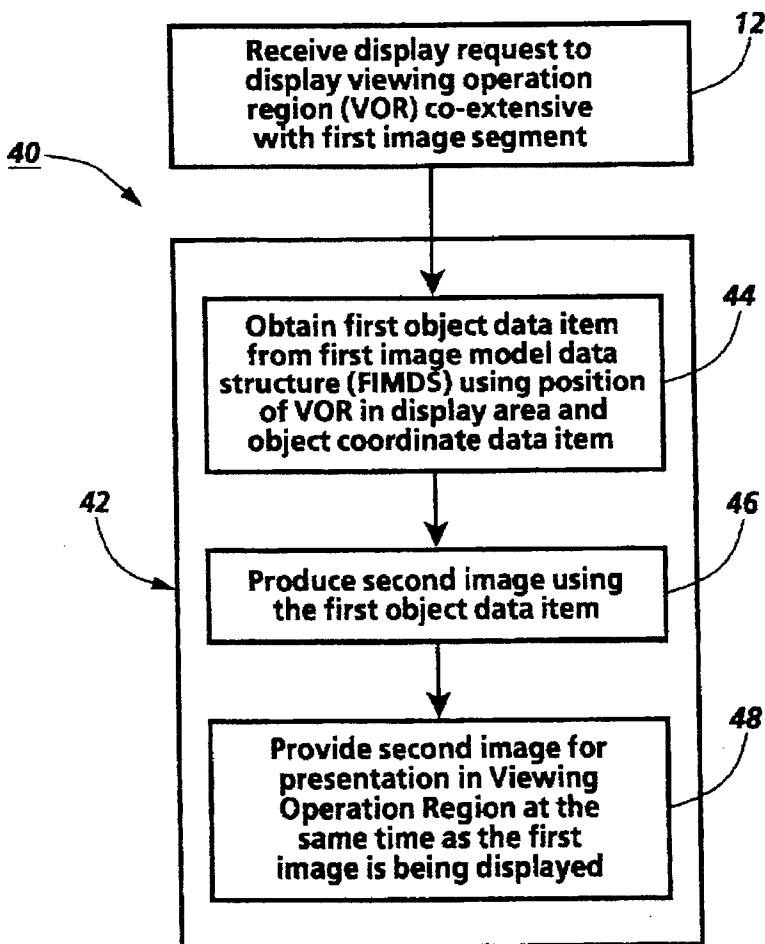 12
Receive display request to
display viewing operation
region (VOR) co-extensive
with first image segment
40
44
Obtain first object data item
from first image model data
structure (FIMDS) using position
of VOR in display area and
object coordinate data item
42
46
Produce second image using
the first object data item
48
Provide second image for
presentation in Viewing
Operation Region at the
same time as the first
image is being displayed